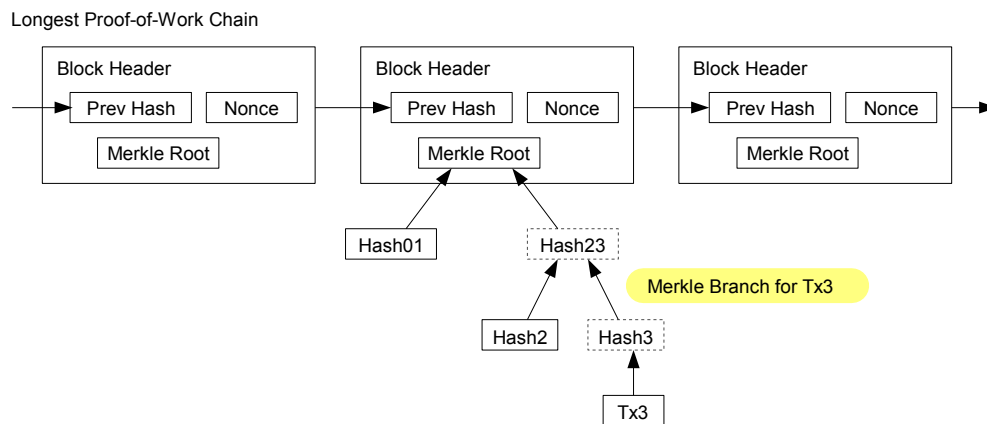 Longest Proof-of-Work Chain
Block Header
Prev Hash
Nonce
Merkle Root
Block Header
Prev Hash
Nonce
Merkle Root
Block Header
Prev Hash
Nonce
Merkle Root
Hash01
Hash23
Merkle Branch for Tx3
Hash2
Hash3
Tx3